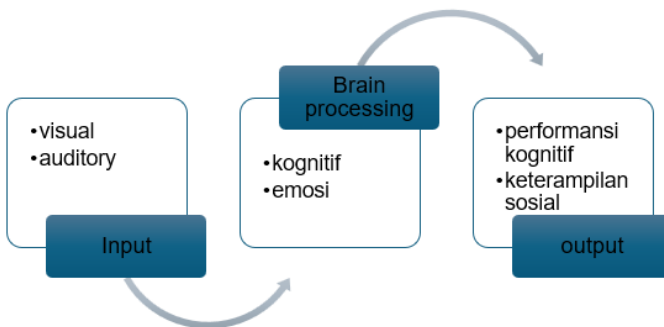 •visual
•auditory
Input
Brain
processing
•kognitif
•emosi
•performansi
kognitif
•keterampilan
sosial
output